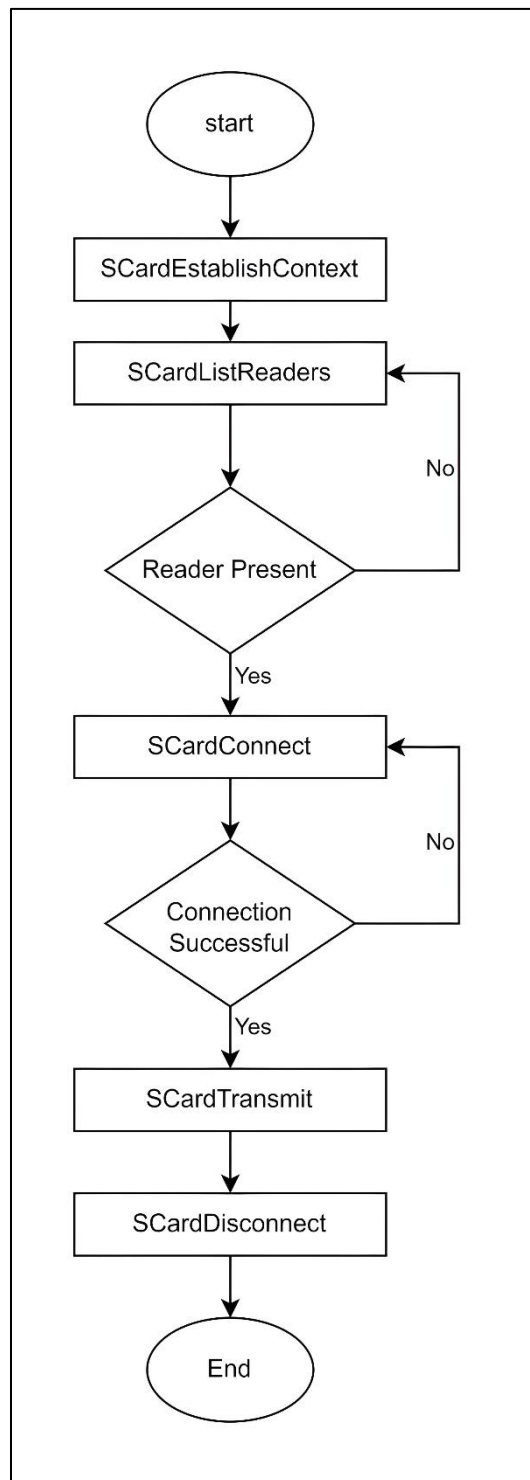 start
SCardEstablishContext
SCardListReaders
No
Reader Present
Yes
SCardConnect
No
Connection
Successful
Yes
SCardTransmit
SCardDisconnect
End